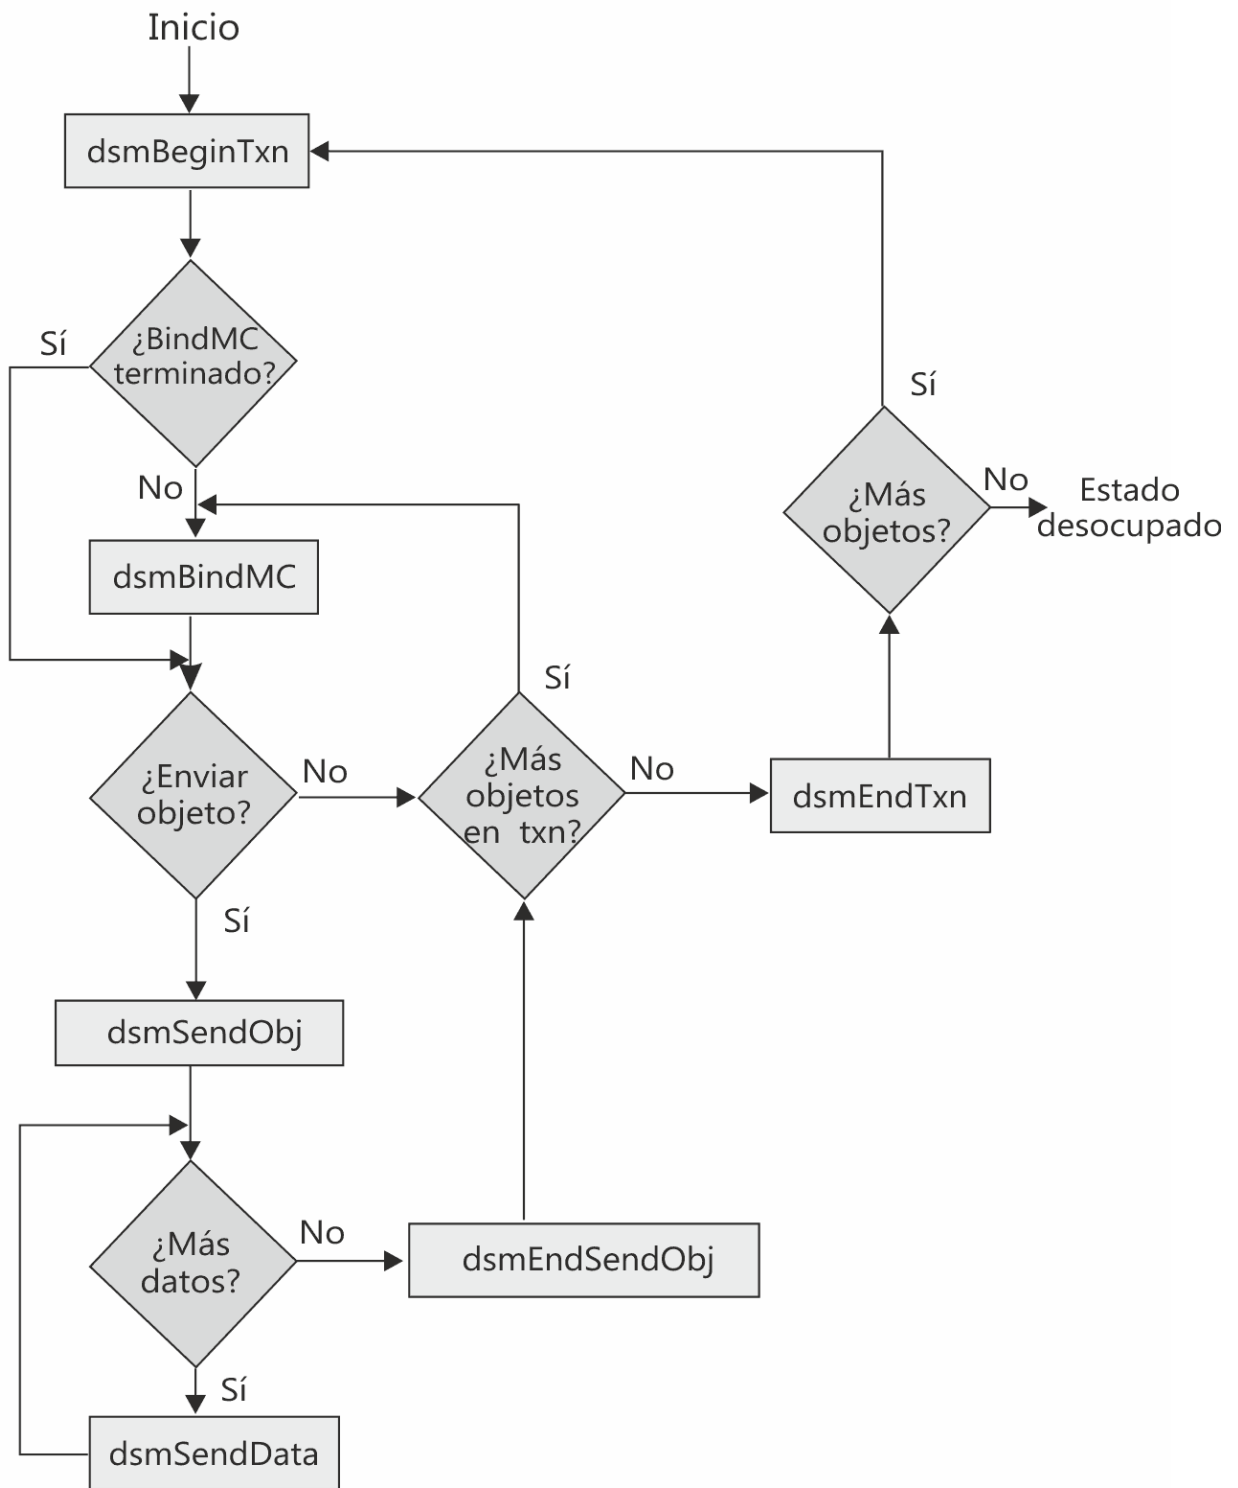 Inicio
dsmBeginTxn
¿BindMC
terminado?
Sí
No
dsmBindMC
¿Enviar
objeto?
No
Sí
¿Más
objetos
en txn?
Sí
No
dsmEndTxn
¿Más
objetos?
Sí
No
Estado
desocupado
dsmSendObj
¿Más
datos?
No
dsmEndSendObj
Sí
dsmSendData